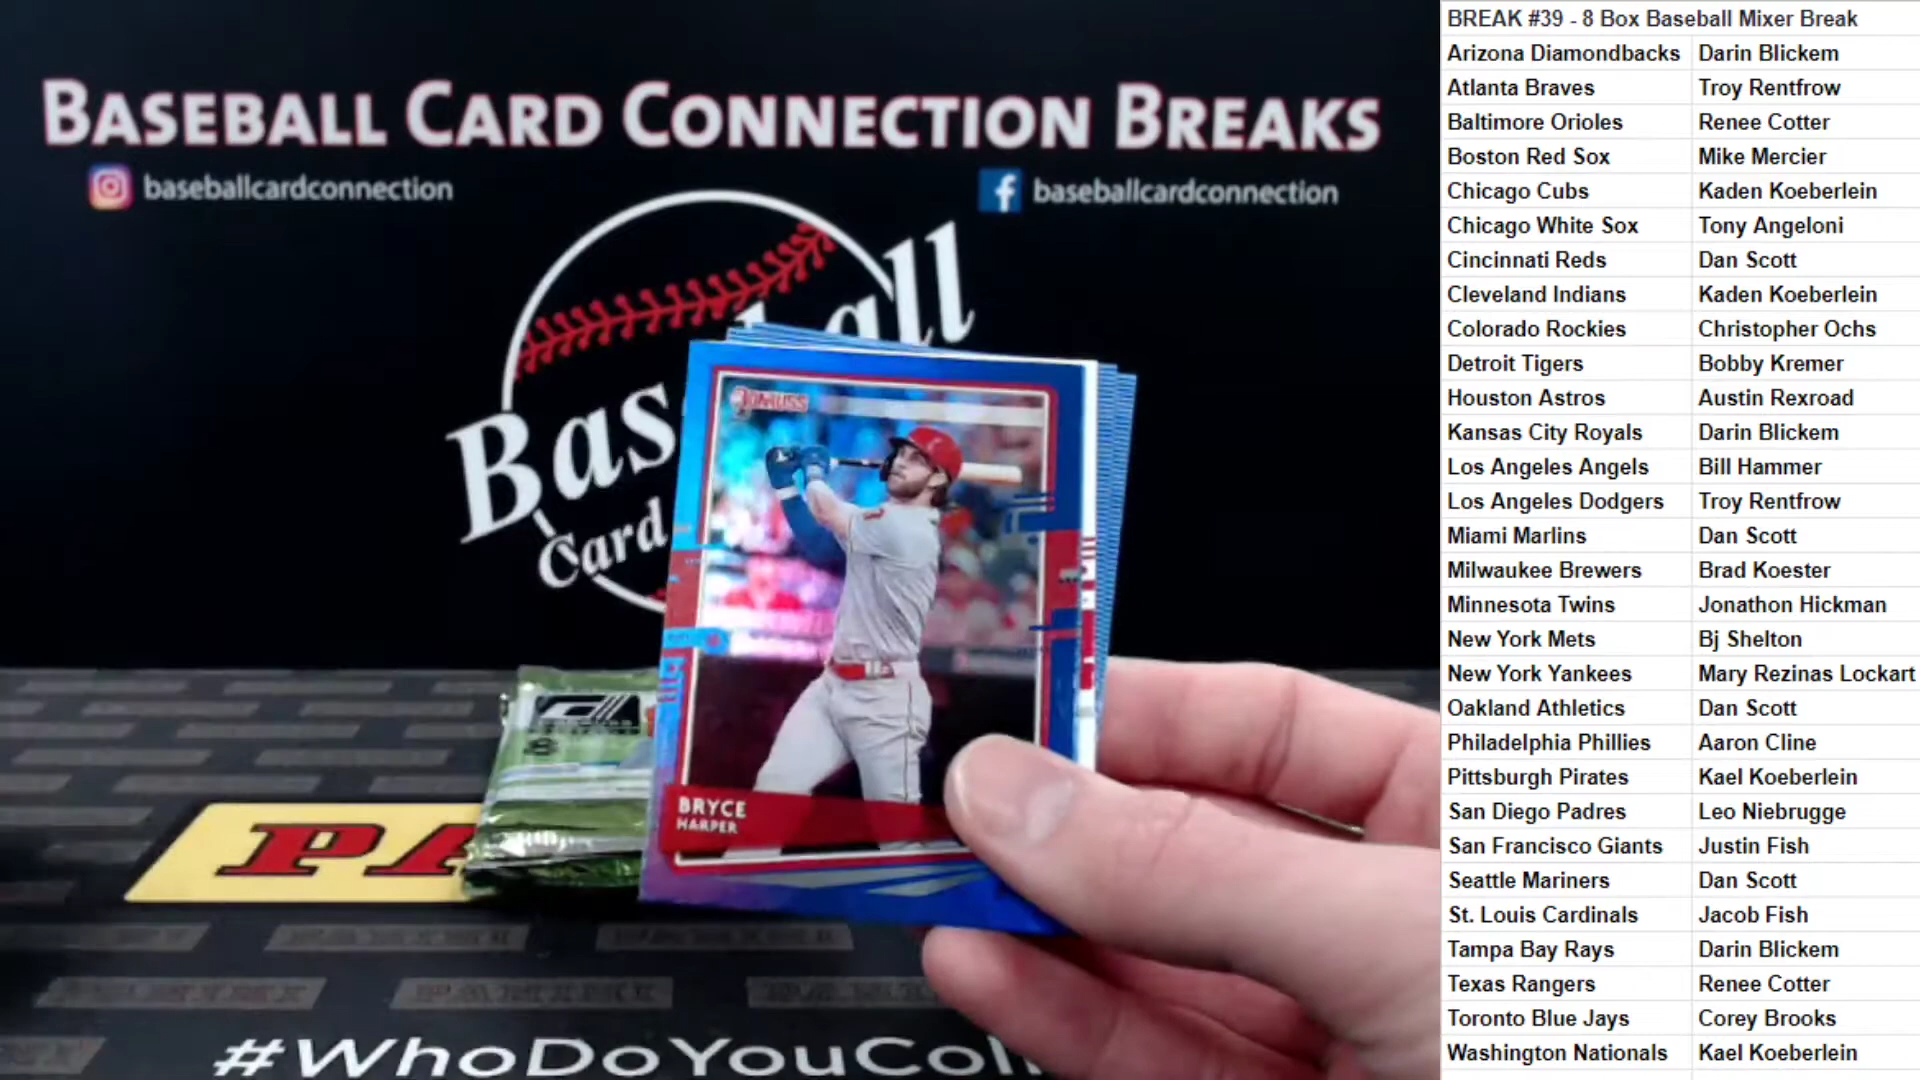 BASEBALL CARD CONNECTION BREAKS
baseballcardconnection
baseballcardconnection
Bas all
Card
DONRUSS
BRYCE
HARPER
PA
PANINI
PANINI
#WhoDoYouColl
BREAK #39 - 8 Box Baseball Mixer Break
Arizona Diamondbacks Darin Blickem
Atlanta Braves Troy Rentfrow
Baltimore Orioles Renee Cotter
Boston Red Sox Mike Mercier
Chicago Cubs Kaden Koeberlein
Chicago White Sox Tony Angeloni
Cincinnati Reds Dan Scott
Cleveland Indians Kaden Koeberlein
Colorado Rockies Christopher Ochs
Detroit Tigers Bobby Kremer
Houston Astros Austin Rexroad
Kansas City Royals Darin Blickem
Los Angeles Angels Bill Hammer
Los Angeles Dodgers Troy Rentfrow
Miami Marlins Dan Scott
Milwaukee Brewers Brad Koester
Minnesota Twins Jonathon Hickman
New York Mets Bj Shelton
New York Yankees Mary Rezinas Lockart
Oakland Athletics Dan Scott
Philadelphia Phillies Aaron Cline
Pittsburgh Pirates Kael Koeberlein
San Diego Padres Leo Niebrugge
San Francisco Giants Justin Fish
Seattle Mariners Dan Scott
St. Louis Cardinals Jacob Fish
Tampa Bay Rays Darin Blickem
Texas Rangers Renee Cotter
Toronto Blue Jays Corey Brooks
Washington Nationals Kael Koeberlein